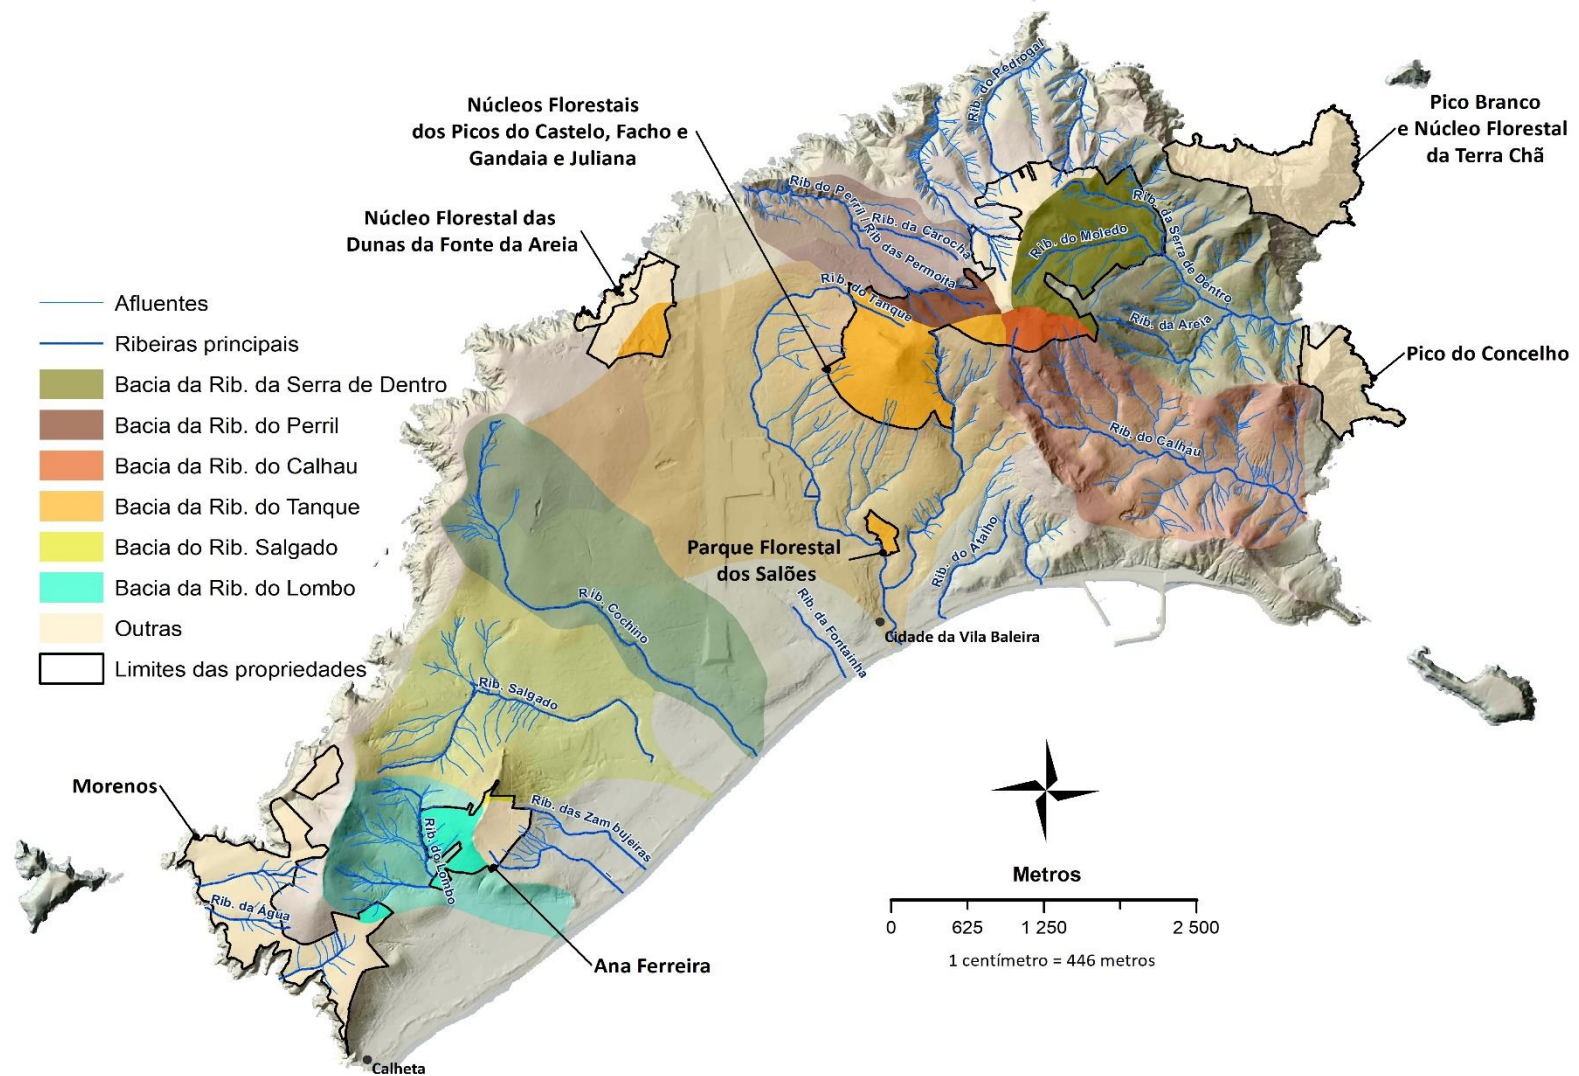 Núcleos Florestais
dos Picos do Castelo, Facho e
Gandaia e Juliana
Pico Branco
e Núcleo Florestal
da Terra Chã
Núcleo Florestal das
Dunas da Fonte da Areia
Pico do Concelho
Rib. do Pedrogal
Rib do Perril / Rib das Permoita
Rib. da Carocha
Rib. do Moledo
Rib. da Serra de Dentro
Rib. da Areia
Rib. do Tanque
Rib. do Calhau
Afluentes
Ribeiras principais
Bacia da Rib. da Serra de Dentro
Bacia da Rib. do Perril
Bacia da Rib. do Calhau
Bacia da Rib. do Tanque
Bacia do Rib. Salgado
Bacia da Rib. do Lombo
Outras
Limites das propriedades
Parque Florestal
dos Salões
Rib. do Atalho
Rib. da Fontainha
Cidade da Vila Baleira
Rib. Cochino
Rib. Salgado
Morenos
Rib. do Lombo
Rib. das Zam bujeiras
Rib. da Água
Ana Ferreira
Calheta
Metros
0 625 1 250 2 500
1 centímetro = 446 metros